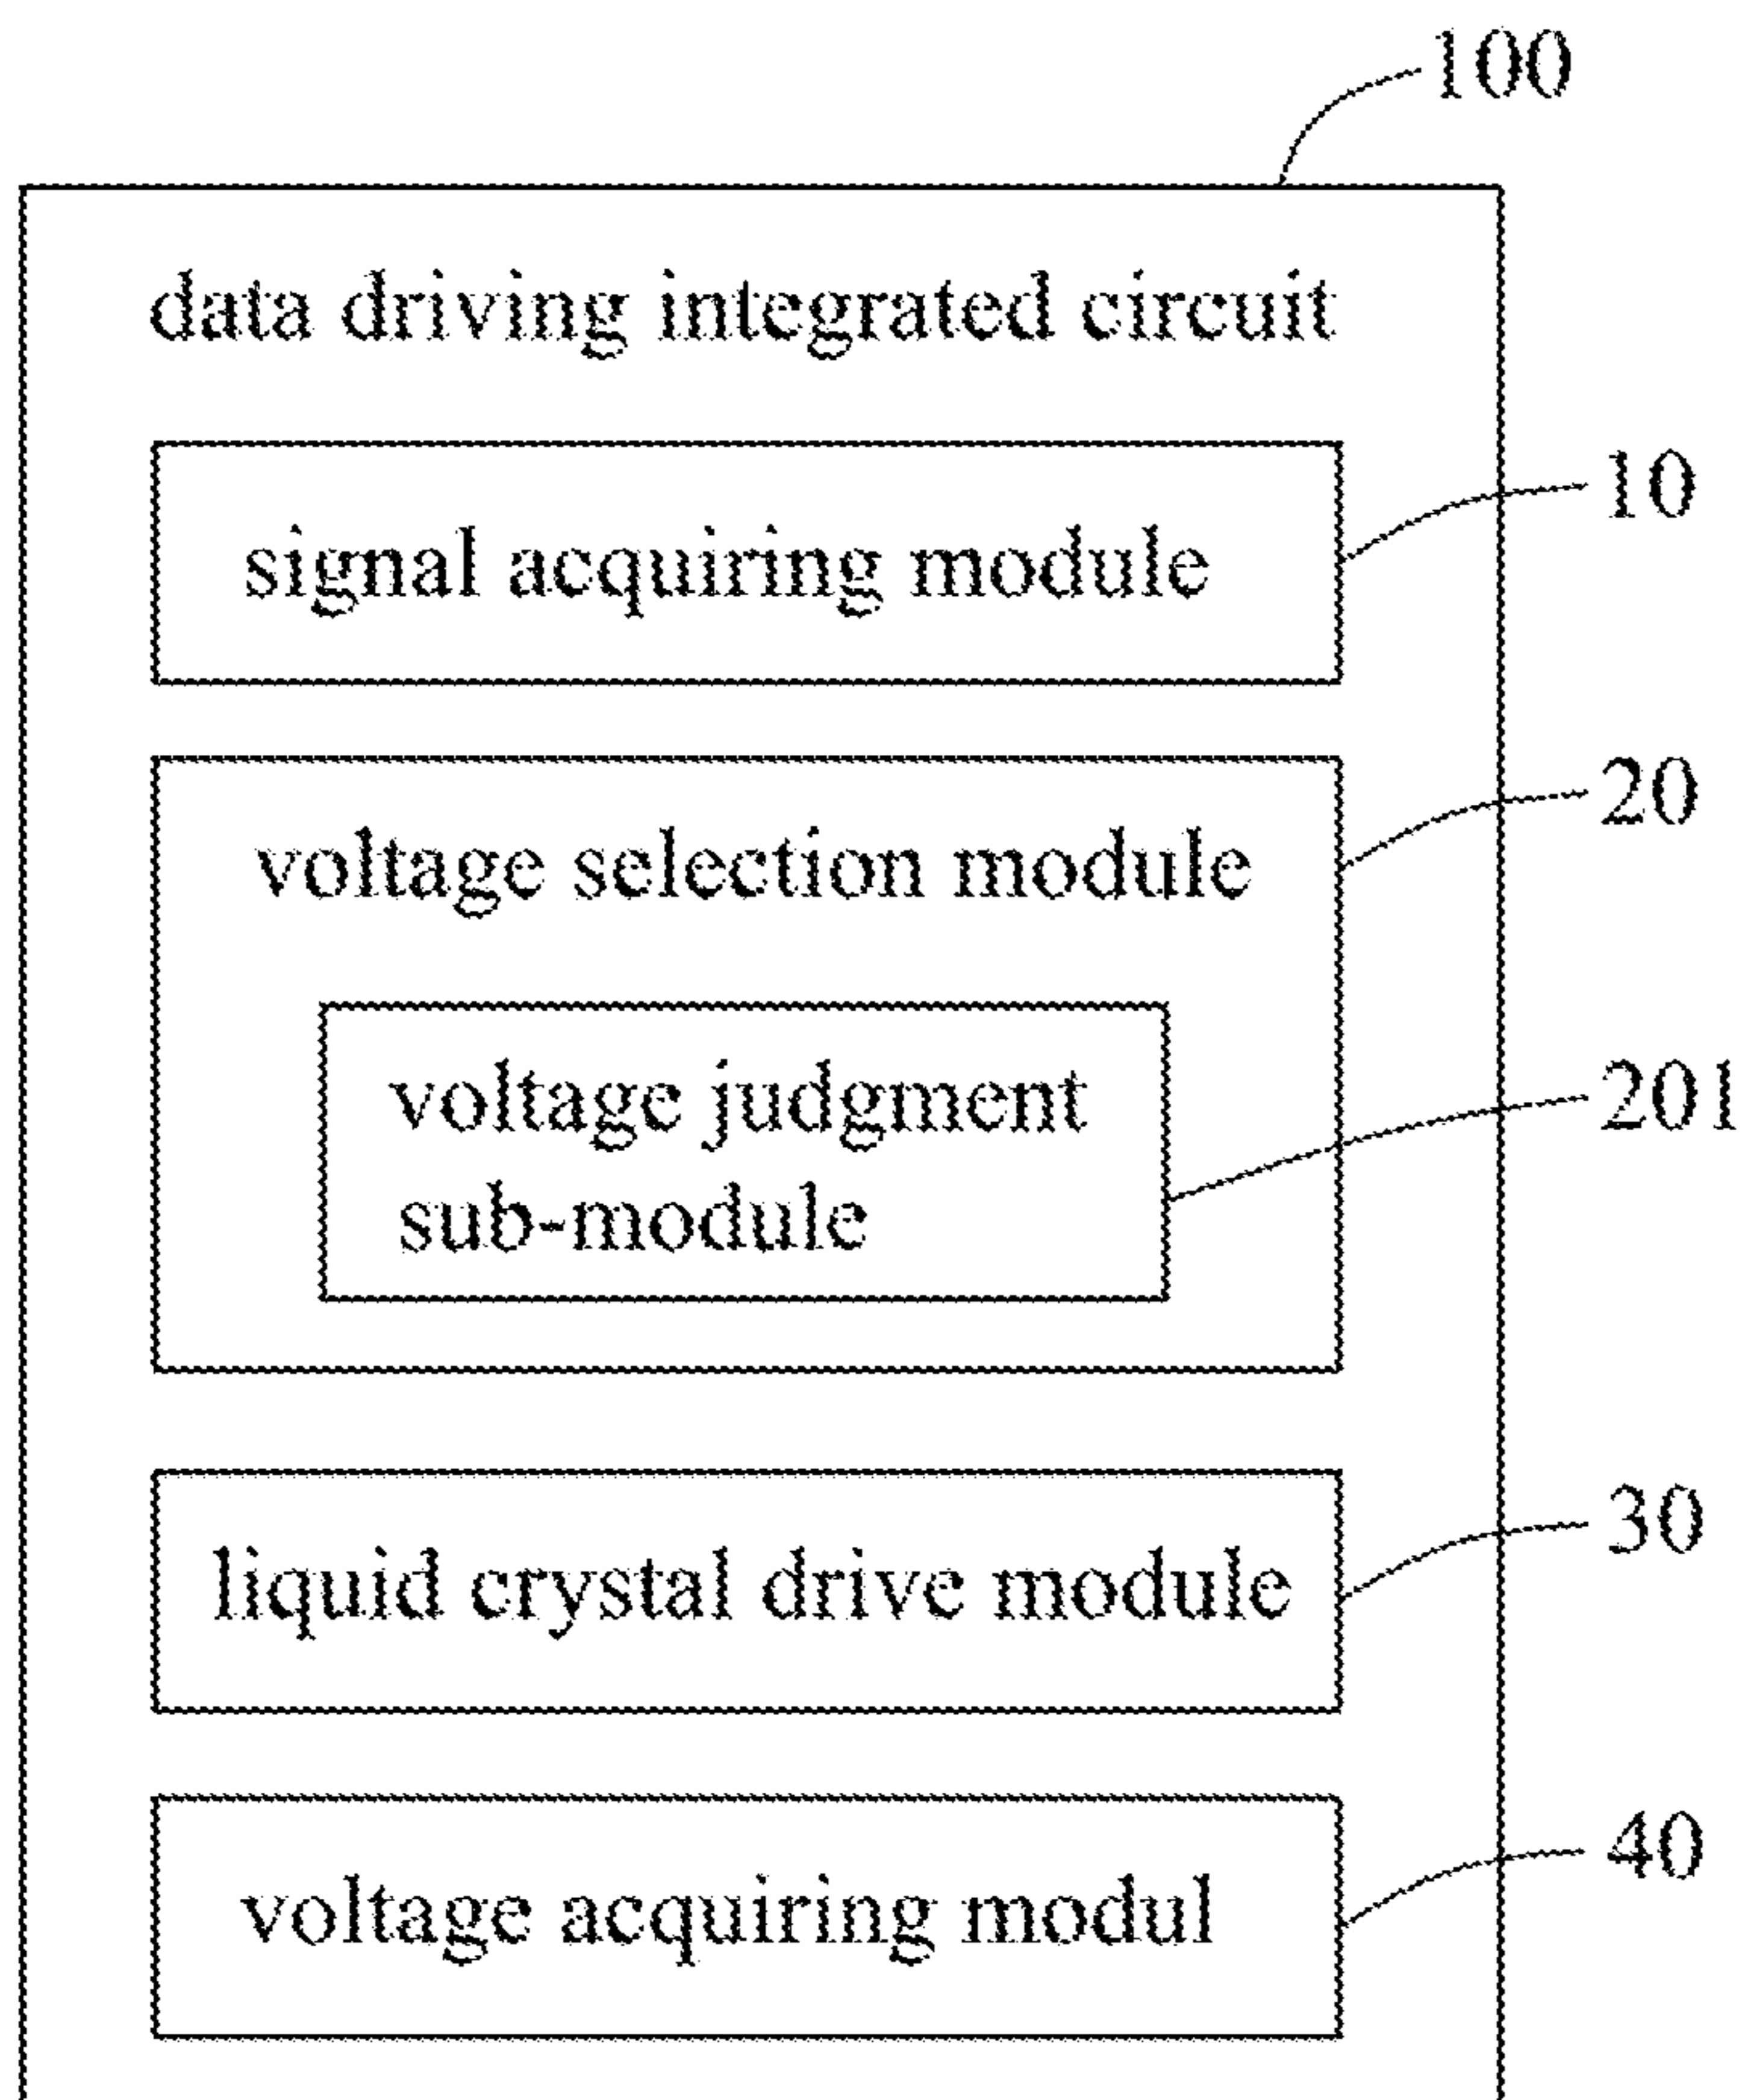 100
data driving integrated circuit
10
signal acquiring module
20
voltage selection module
voltage judgment
201
sub-module
30
liquid crystal drive module
40
voltage acquiring modul